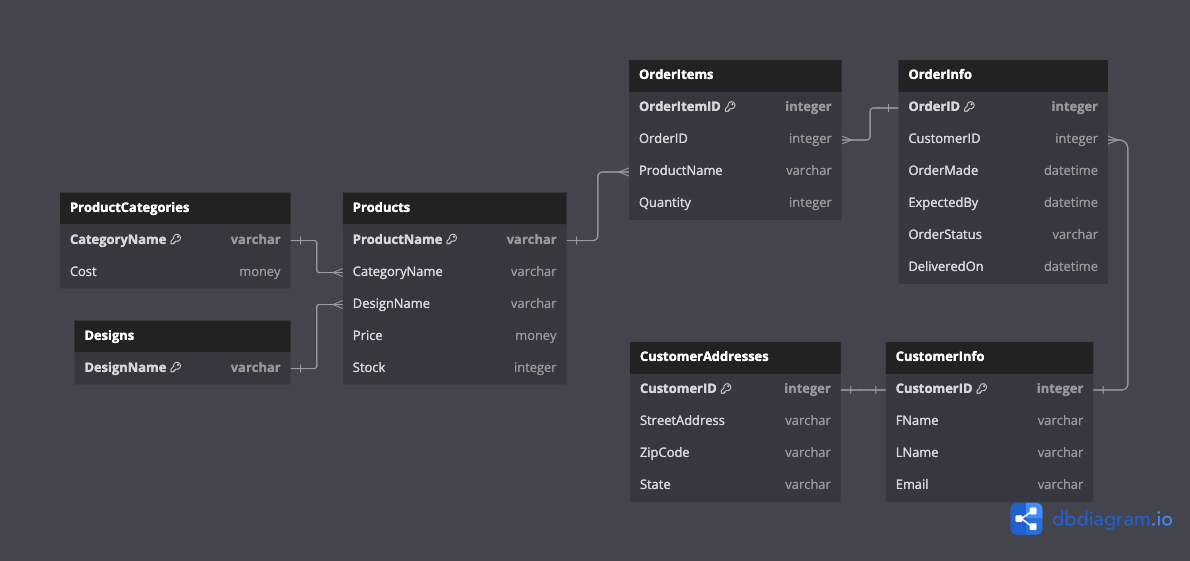 OrderItems
OrderItemID integer
OrderID integer
ProductName varchar
Quantity integer
OrderInfo
OrderID integer
CustomerID integer
OrderMade datetime
ExpectedBy datetime
OrderStatus varchar
DeliveredOn datetime
ProductCategories
CategoryName varchar
Cost money
Products
ProductName varchar
CategoryName varchar
DesignName varchar
Price money
Stock integer
Designs
DesignName varchar
CustomerAddresses
CustomerID integer
StreetAddress varchar
ZipCode varchar
State varchar
CustomerInfo
CustomerID integer
FName varchar
LName varchar
Email varchar
dbdiagram.io